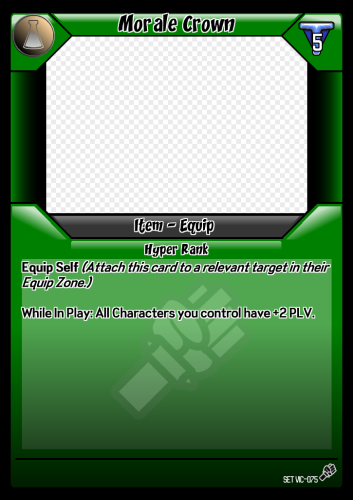 Morale Crown
5
Item - Equip
Hyper Rank
Equip Self (Attach this card to a relevant target in their
Equip Zone.)
While In Play: All Characters you control have +2 PLV.
SET VIC-075